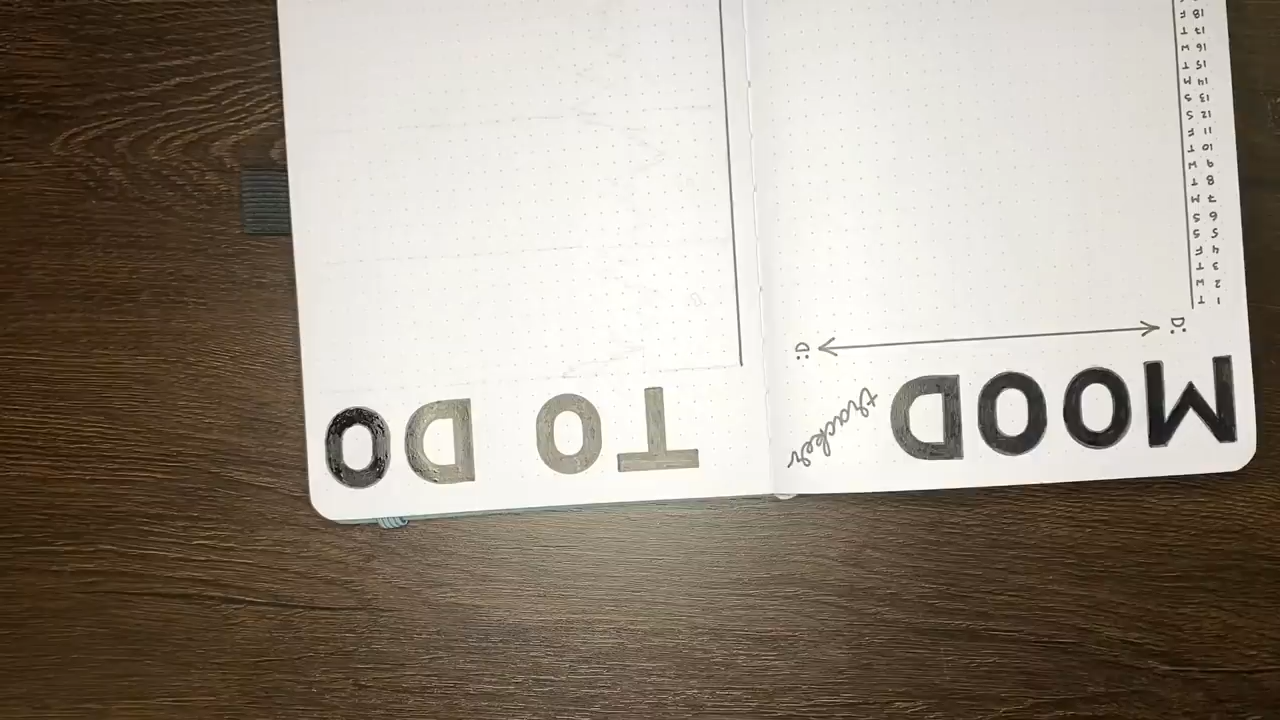 MOOD tracker
D: :D
1 T
2 W
3 T
4 F
5 S
6 S
7 M
8 T
9 W
10 T
11 F
12 S
13 S
14 M
15 T
16 W
17 T
18 F
TO DO